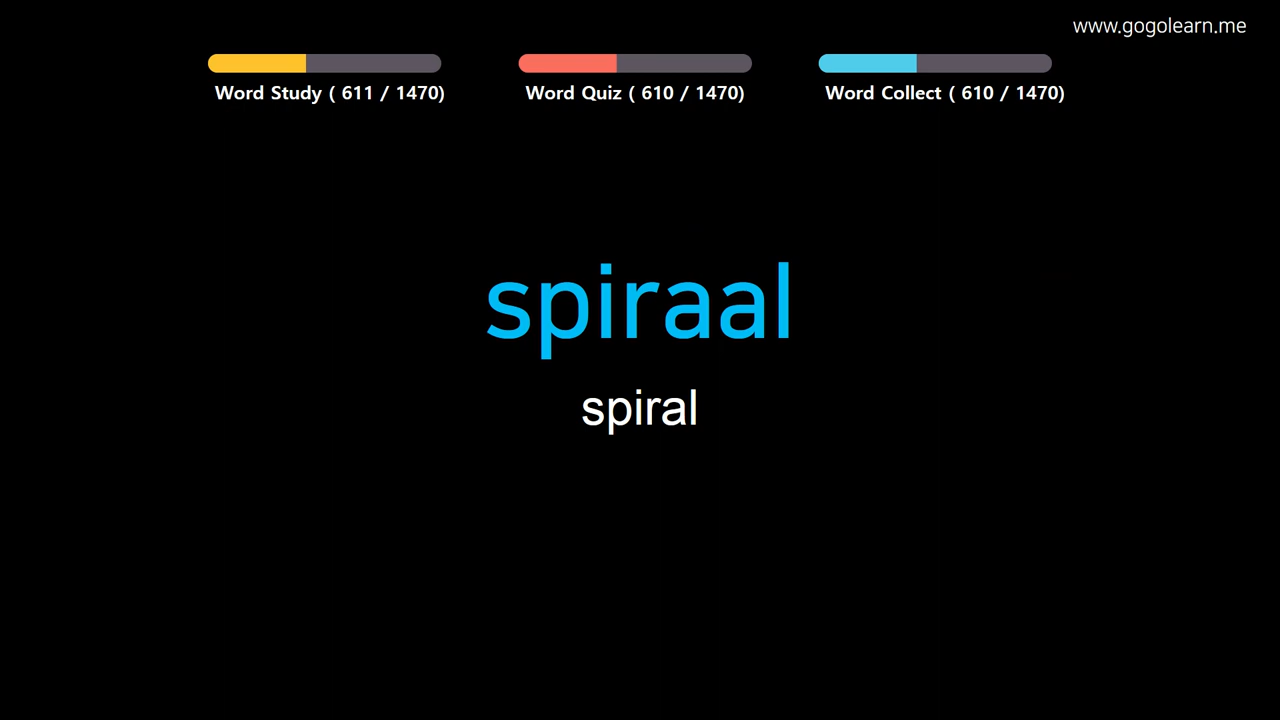 www.gogolearn.me
Word Study ( 611 / 1470)
Word Quiz ( 610 / 1470)
Word Collect ( 610 / 1470)
spiraal
spiral